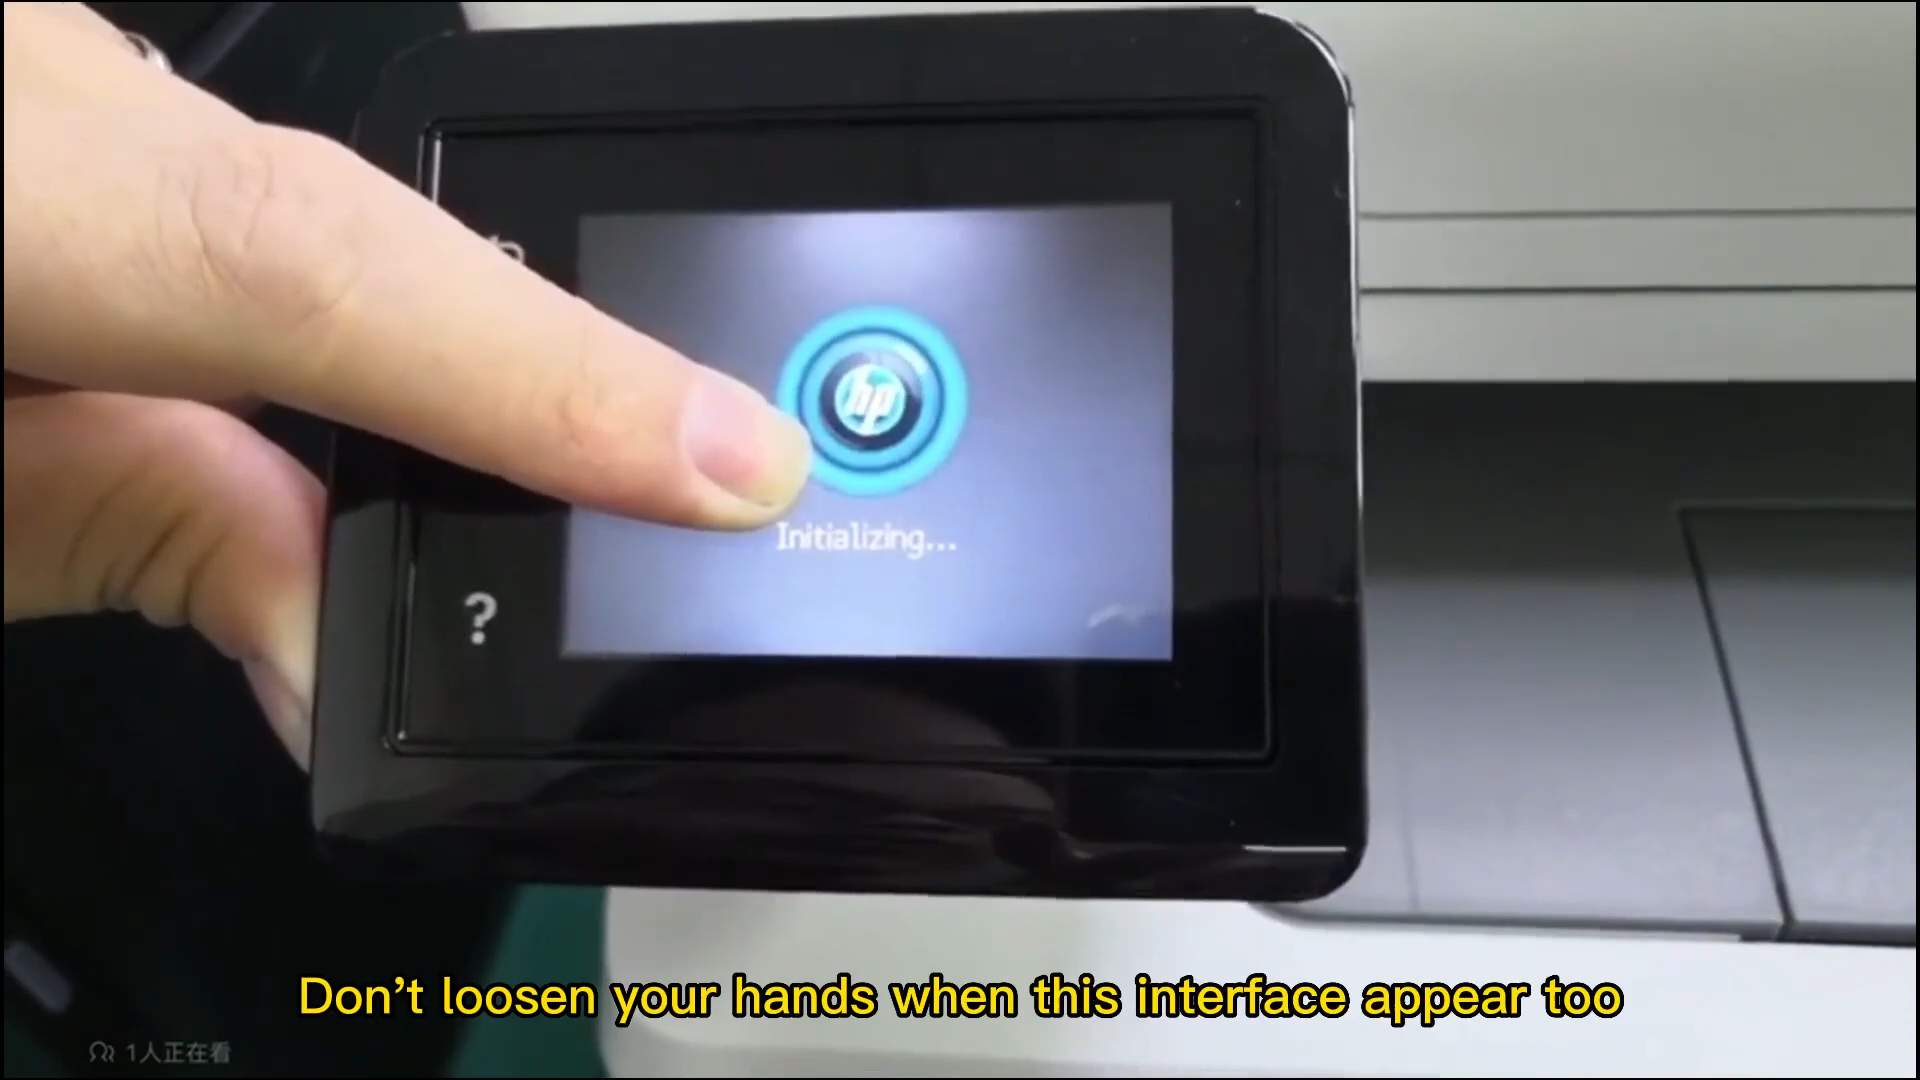 hp
Initializing...
?
Don't loosen your hands when this interface appear too
1人正在看